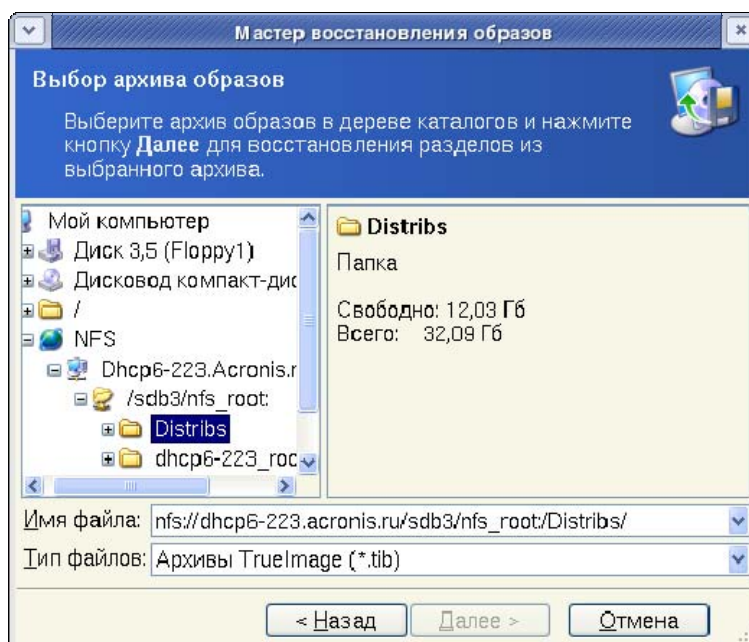 Мастер восстановления образов
Выбор архива образов
Выберите архив образов в дереве каталогов и нажмите
кнопку Далее для восстановления разделов из
выбранного архива.
Мой компьютер
Диск 3,5 (Floppy1)
Дисковод компакт-дис
/
NFS
Dhcp6-223.Acronis.r
/sdb3/nfs_root:
Distribs
dhcp6-223_roc
Distribs
Папка
Свободно: 12,03 Гб
Всего: 32,09 Гб
Имя файла: nfs://dhcp6-223.acronis.ru/sdb3/nfs_root:/Distribs/
Тип файлов: Архивы TrueImage (*.tib)
< Назад Далее > Отмена